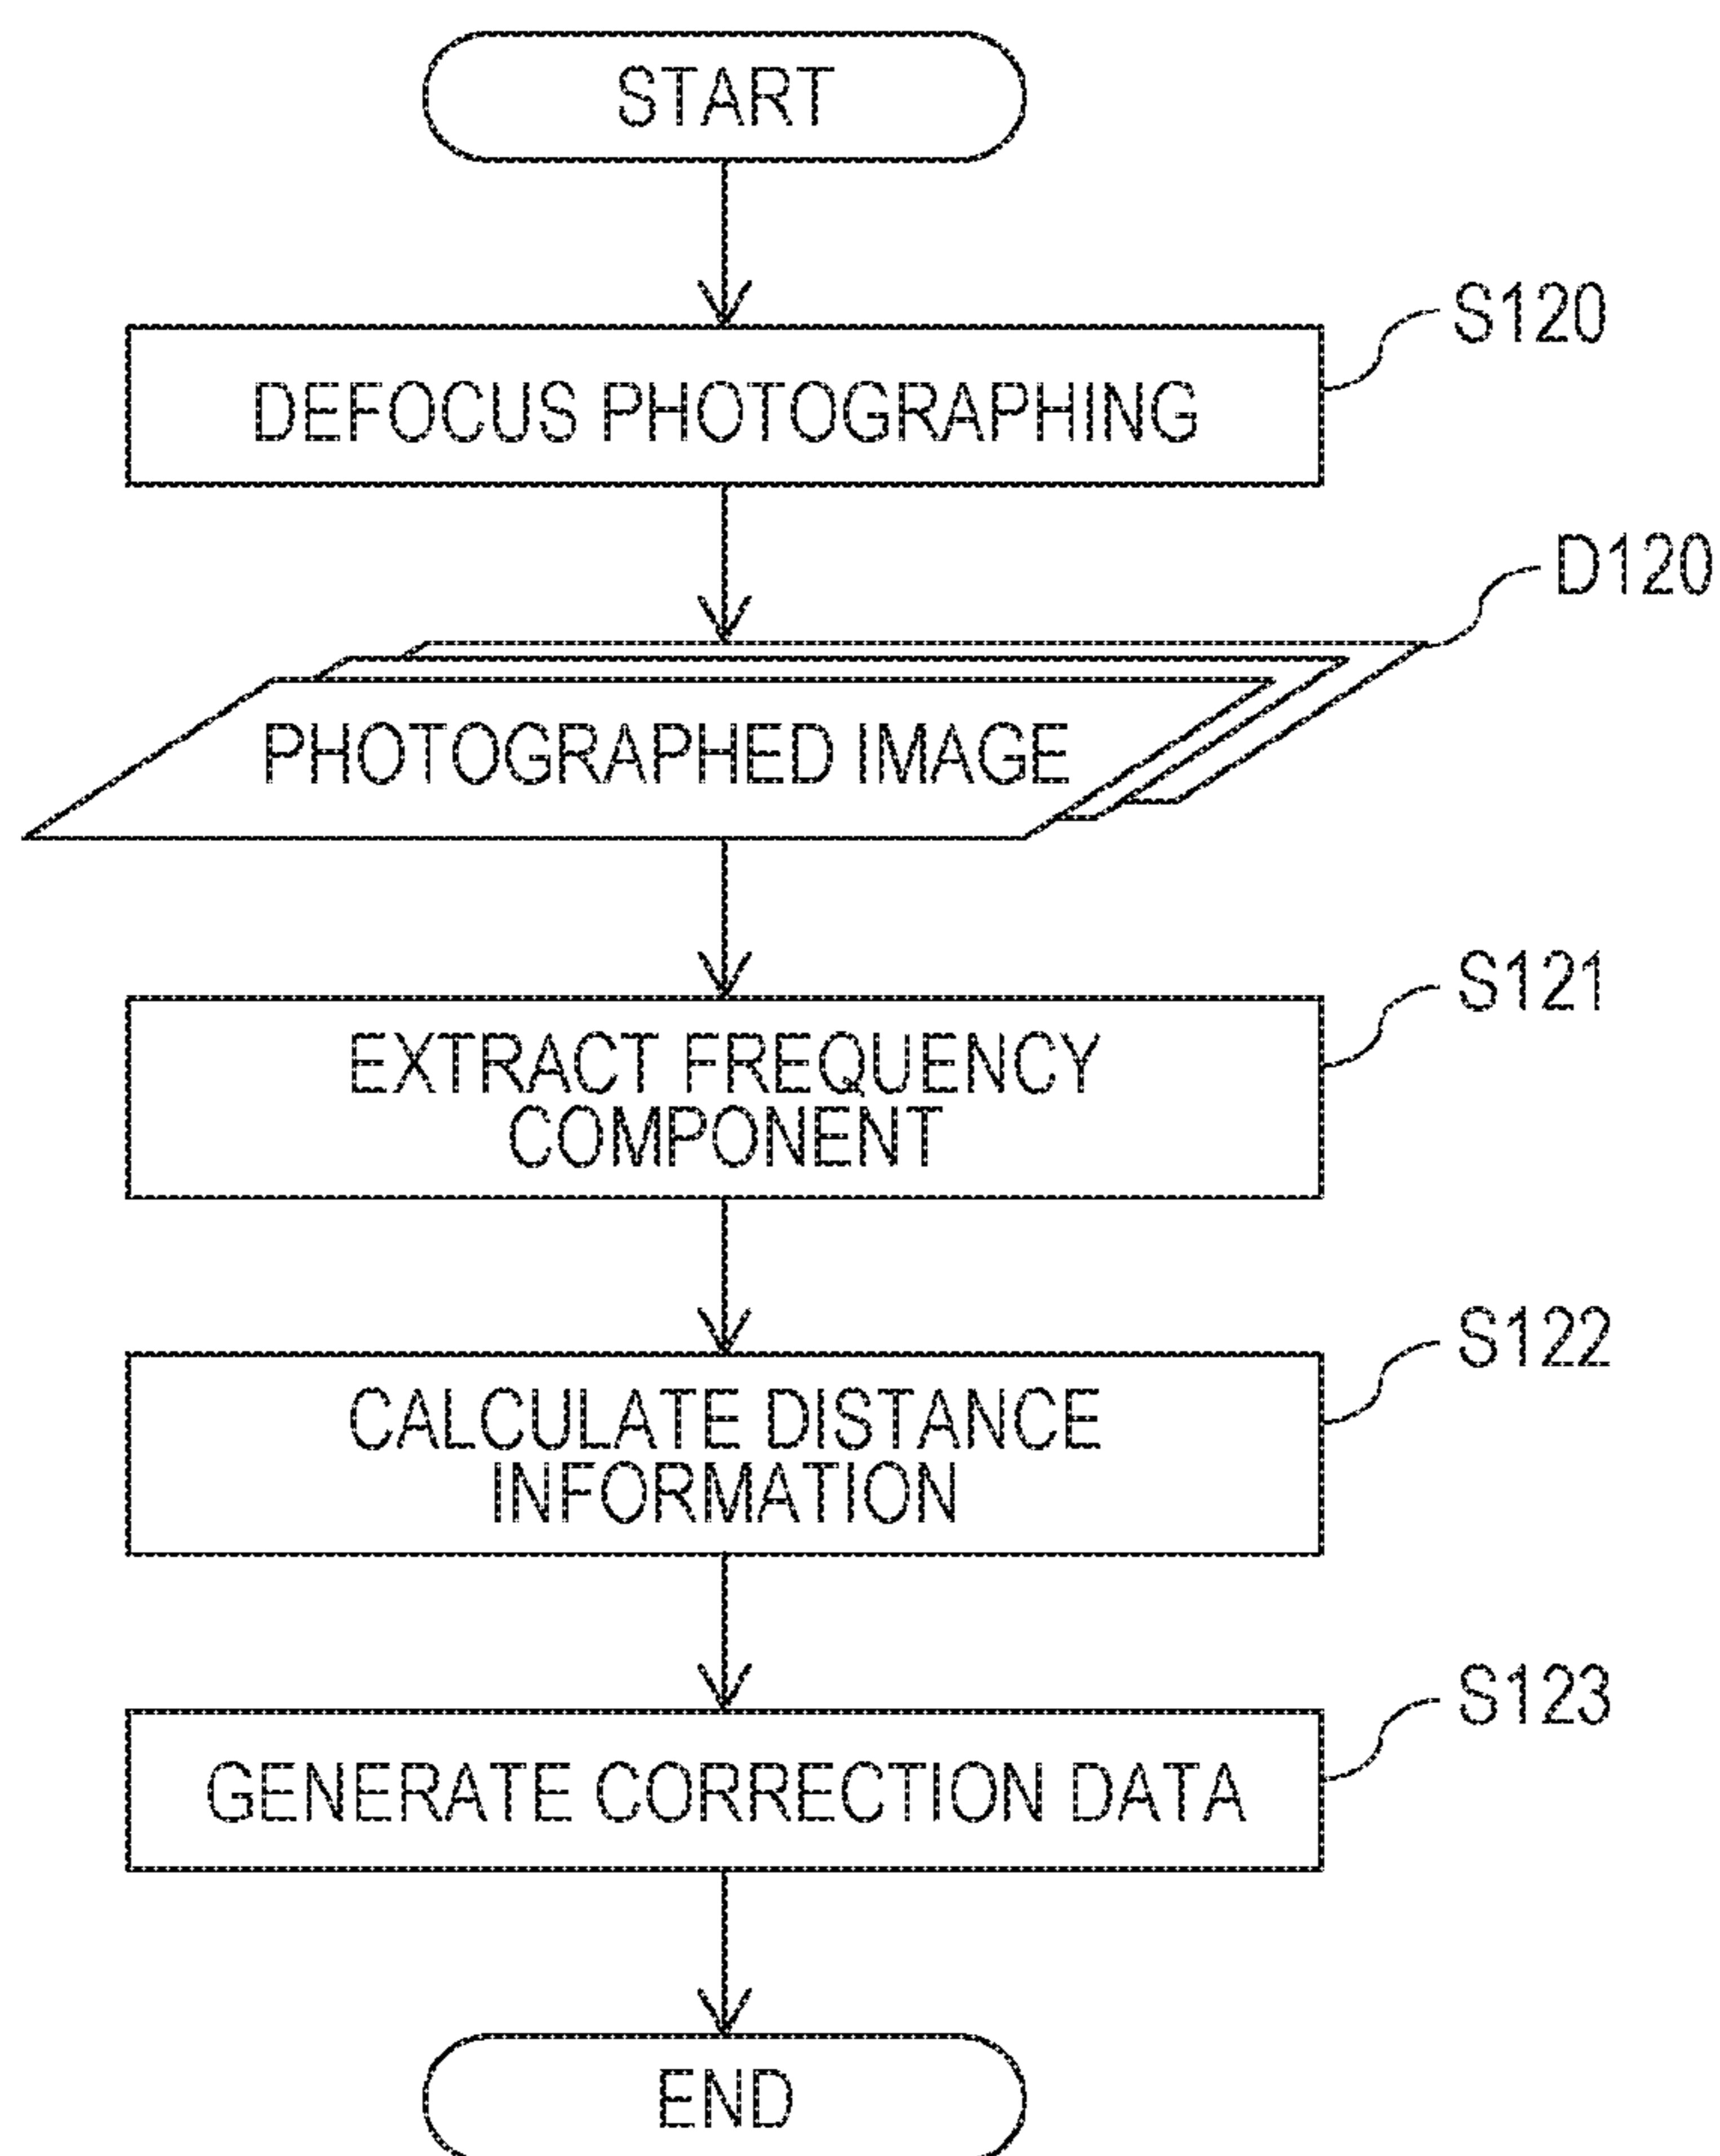 START
S120
DEFOCUS PHOTOGRAPHING
D120
PHOTOGRAPHED IMAGE
S121
EXTRACT FREQUENCY
COMPONENT
S122
CALCULATE DISTANCE
INFORMATION
S123
GENERATE CORRECTION DATA
END